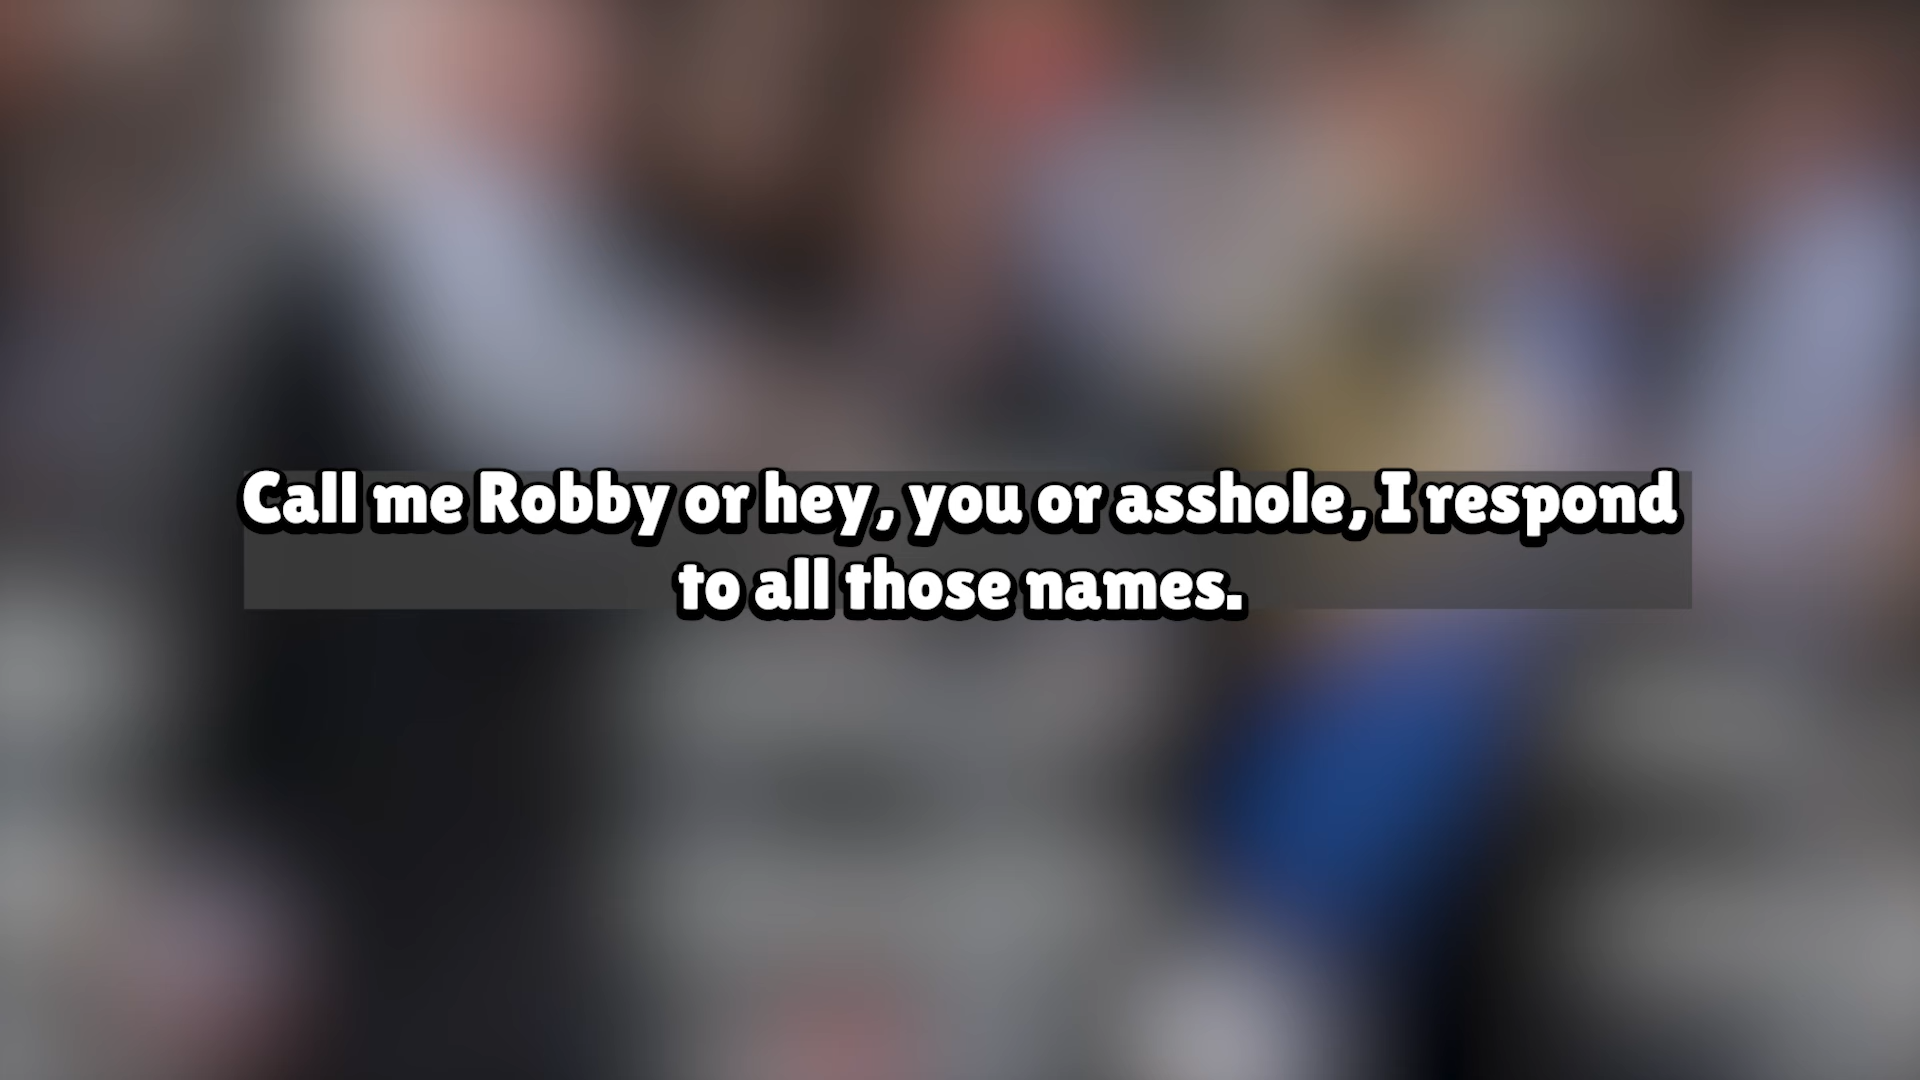 Call me Robby or hey, you or asshole, I respond
to all those names.